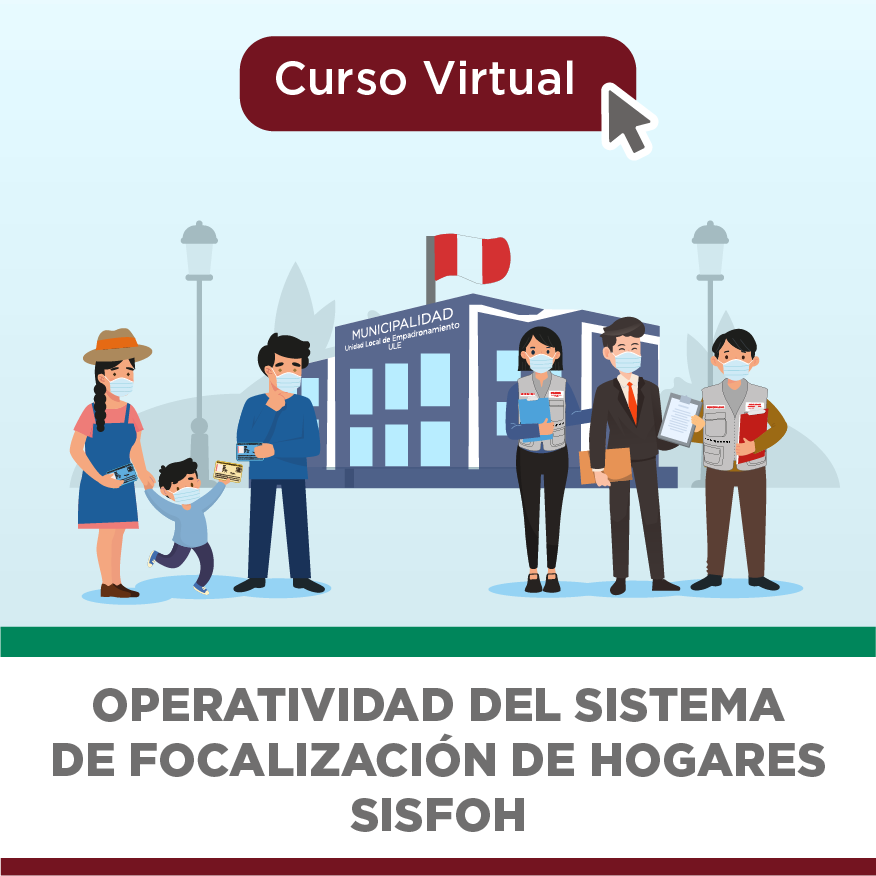 Curso Virtual
MUNICIPALIDAD
Unidad Local de Empadronamiento
ULE
OPERATIVIDAD DEL SISTEMA
DE FOCALIZACIÓN DE HOGARES
SISFOH